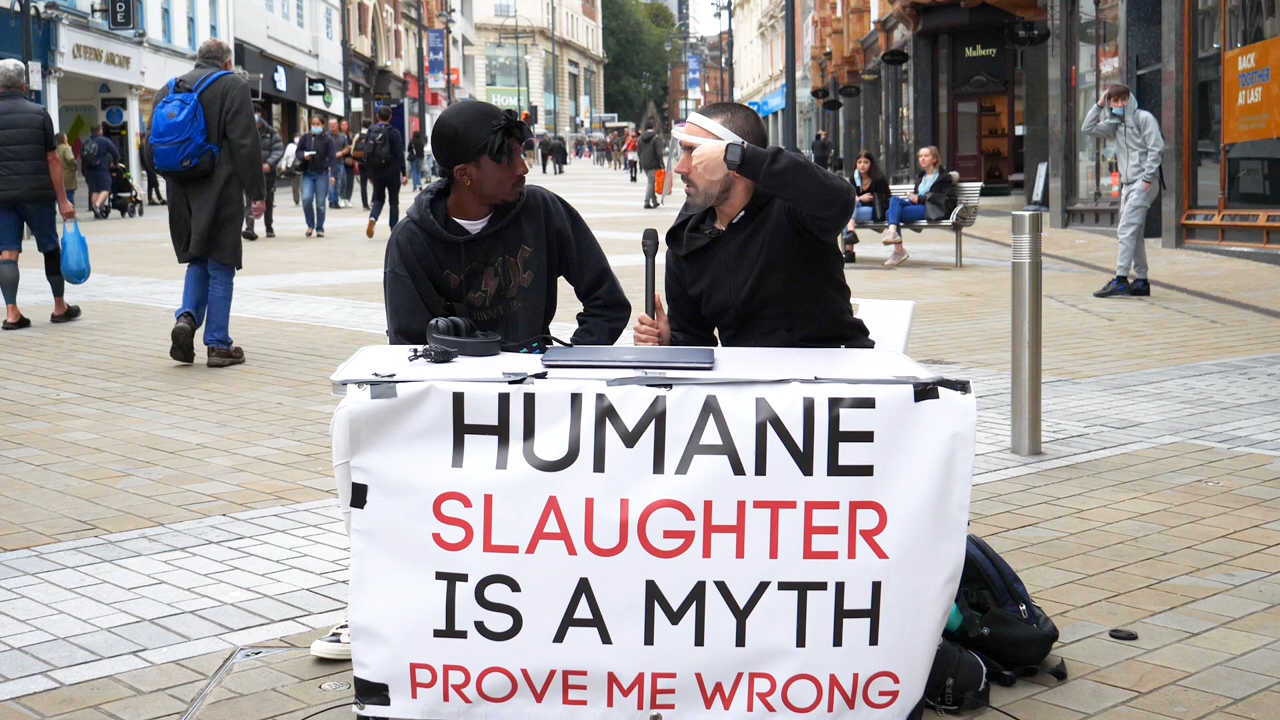 QUEENS ARCADE
Mulberry
BACK
TOGETHER
AT LAST
HUMANE
SLAUGHTER
IS A MYTH
PROVE ME WRONG